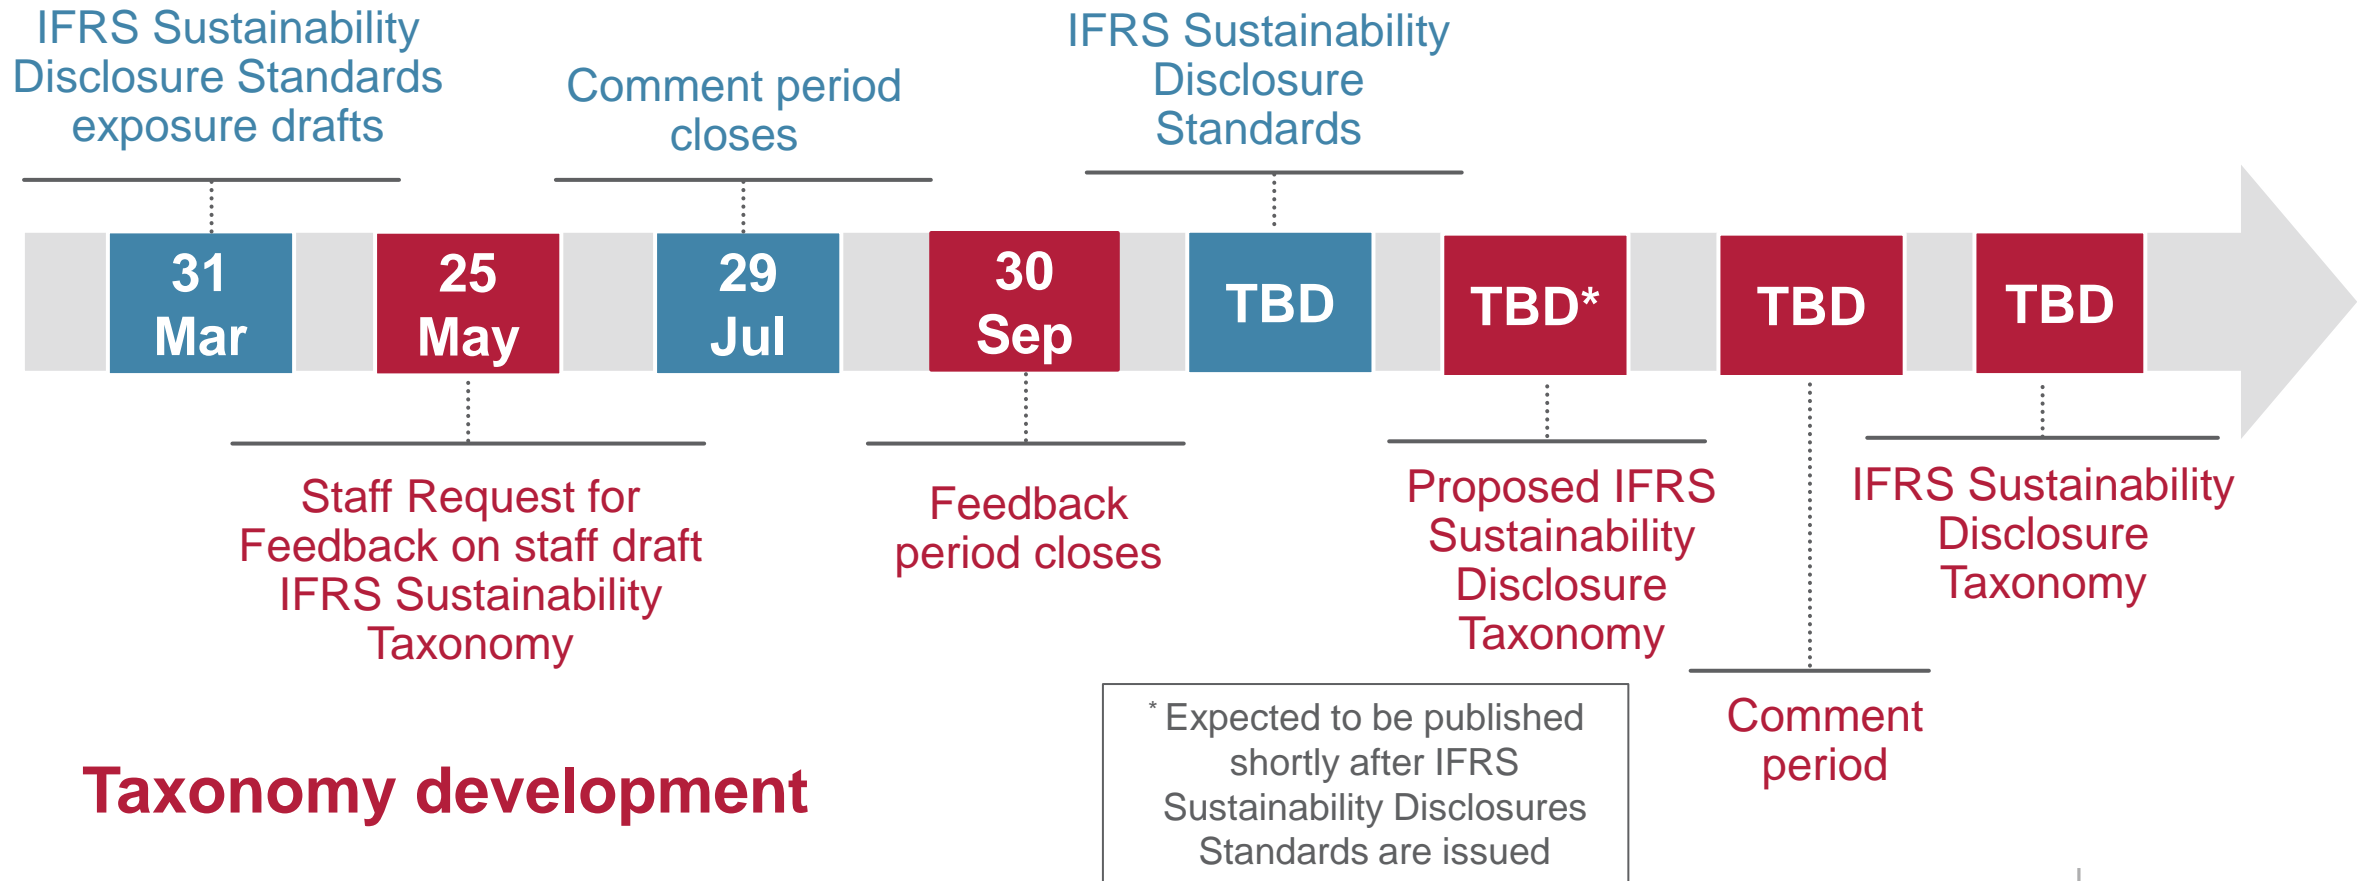 IFRS Sustainability
Disclosure Standards
exposure drafts
Comment period
closes
IFRS Sustainability
Disclosure
Standards
31
Mar
25
May
29
Jul
30
Sep
TBD
TBD*
TBD
TBD
Staff Request for
Feedback on staff draft
IFRS Sustainability
Taxonomy
Feedback
period closes
Proposed IFRS
Sustainability
Disclosure
Taxonomy
Comment
period
IFRS Sustainability
Disclosure
Taxonomy
* Expected to be published
shortly after IFRS
Sustainability Disclosures
Standards are issued
Taxonomy development